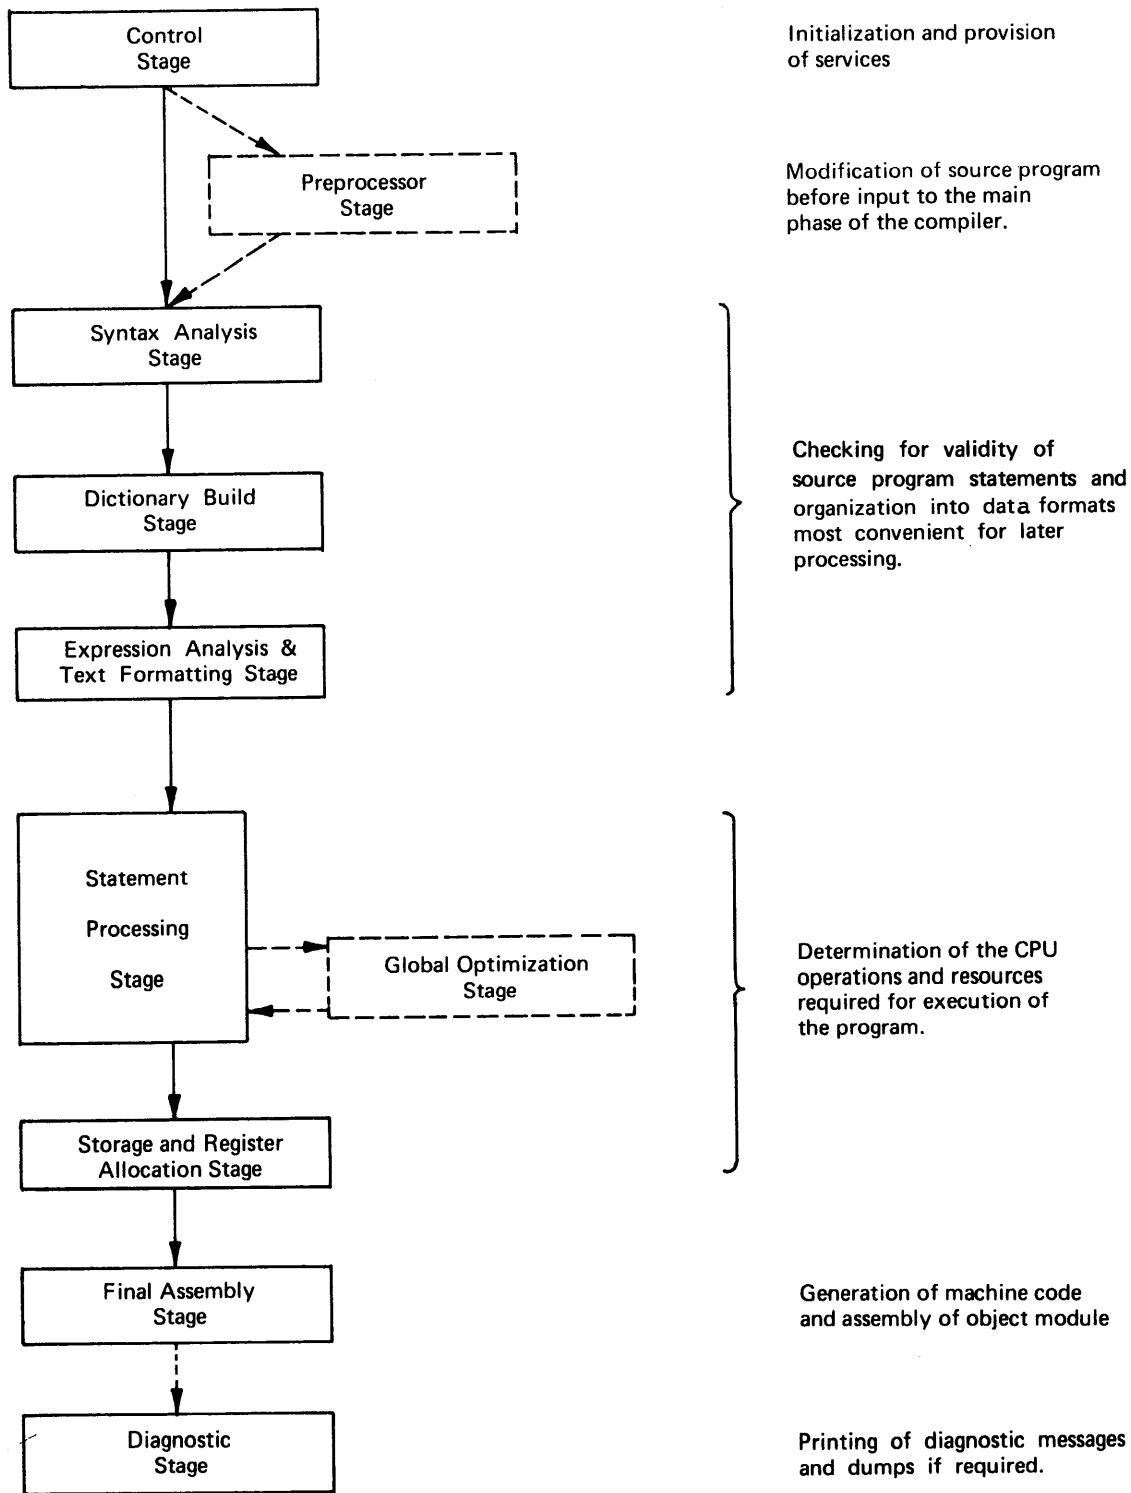 Control
Stage
Initialization and provision
of services
Preprocessor
Stage
Modification of source program
before input to the main
phase of the compiler.
Syntax Analysis
Stage
Dictionary Build
Stage
Expression Analysis &
Text Formatting Stage
Checking for validity of
source program statements and
organization into data formats
most convenient for later
processing.
Statement
Processing
Stage
Global Optimization
Stage
Storage and Register
Allocation Stage
Determination of the CPU
operations and resources
required for execution of
the program.
Final Assembly
Stage
Generation of machine code
and assembly of object module
Diagnostic
Stage
Printing of diagnostic messages
and dumps if required.